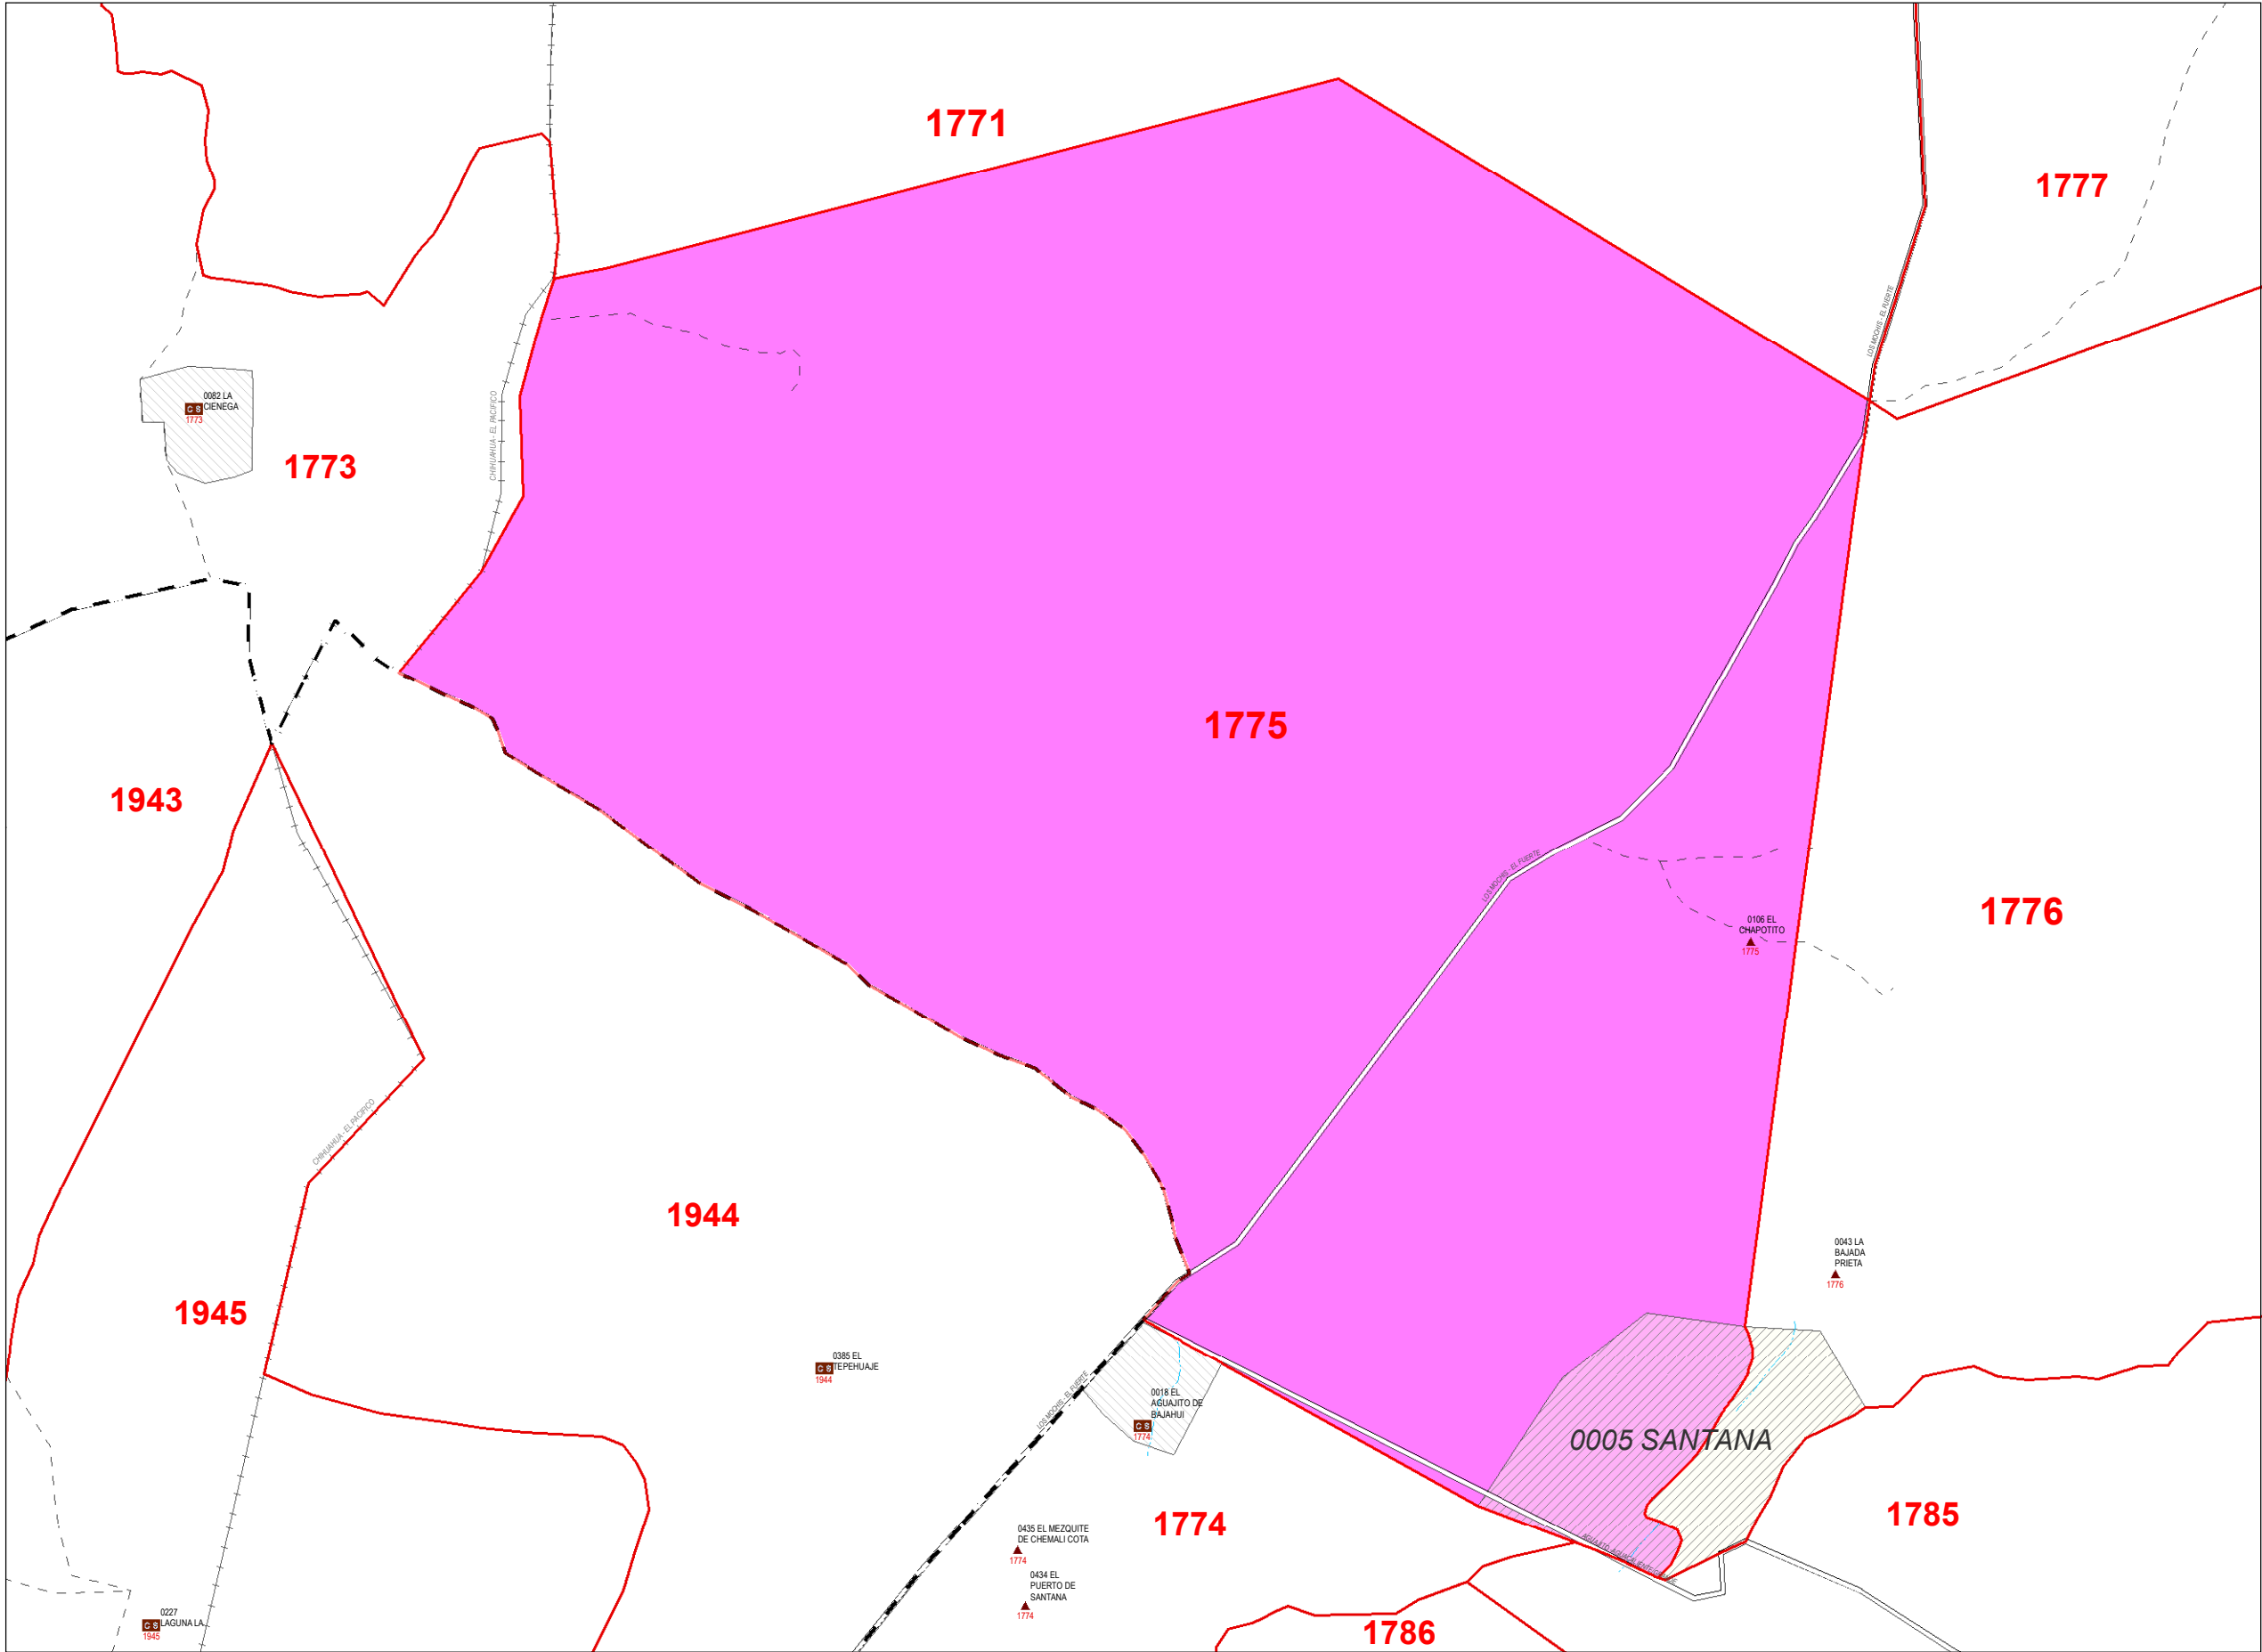 1771
1777
LOS MOCHIS - EL FUERTE
0082 LA
CIENEGA
C S
1773
CHIHUAHUA - EL PACIFICO
1773
1775
1943
LOS MOCHIS - EL FUERTE
1776
0106 EL
CHAPOTITO
1775
CHIHUAHUA - EL PACIFICO
1944
0043 LA
BAJADA
PRIETA
1776
1945
0385 EL
C S TEPEHUAJE
1944
LOS MOCHIS - EL FUERTE
0018 EL
AGUAJITO DE
BAJAHUI
C S
1774
0005 SANTANA
1785
1774
0435 EL MEZQUITE
DE CHEMALI COTA
1774
0434 EL
PUERTO DE
SANTANA
1774
0227
C S LAGUNA LA
1945
1786